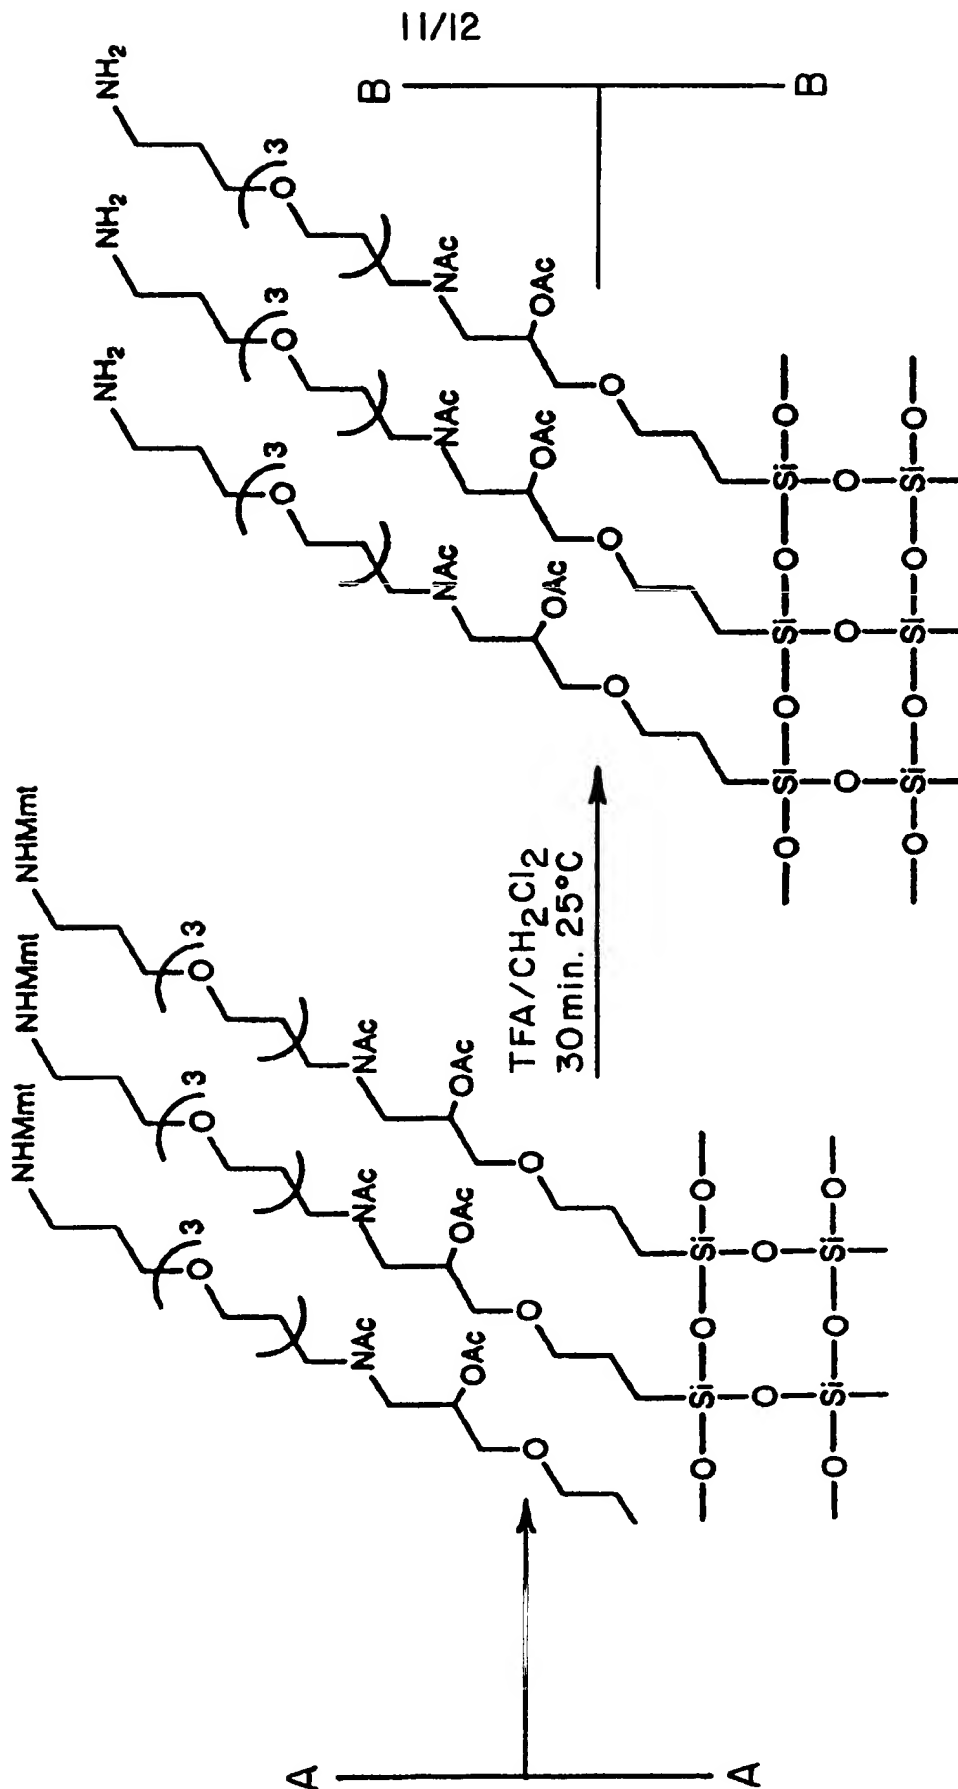 11/12
A
A
NHMmt
NHMmt
NHMmt
O
3
O
3
O
3
NAc
NAc
NAc
OAc
OAc
OAc
O
O
O
—O—Si—O—Si—O—
O
O
—O—Si—O—Si—O—
TFA/CH₂Cl₂
30min. 25°C
NH₂
NH₂
NH₂
O
3
O
3
O
3
NAc
NAc
NAc
OAc
OAc
OAc
O
O
O
—O—Si—O—Si—O—Si—O—
O
O
O
—O—Si—O—Si—O—Si—O—
B
B